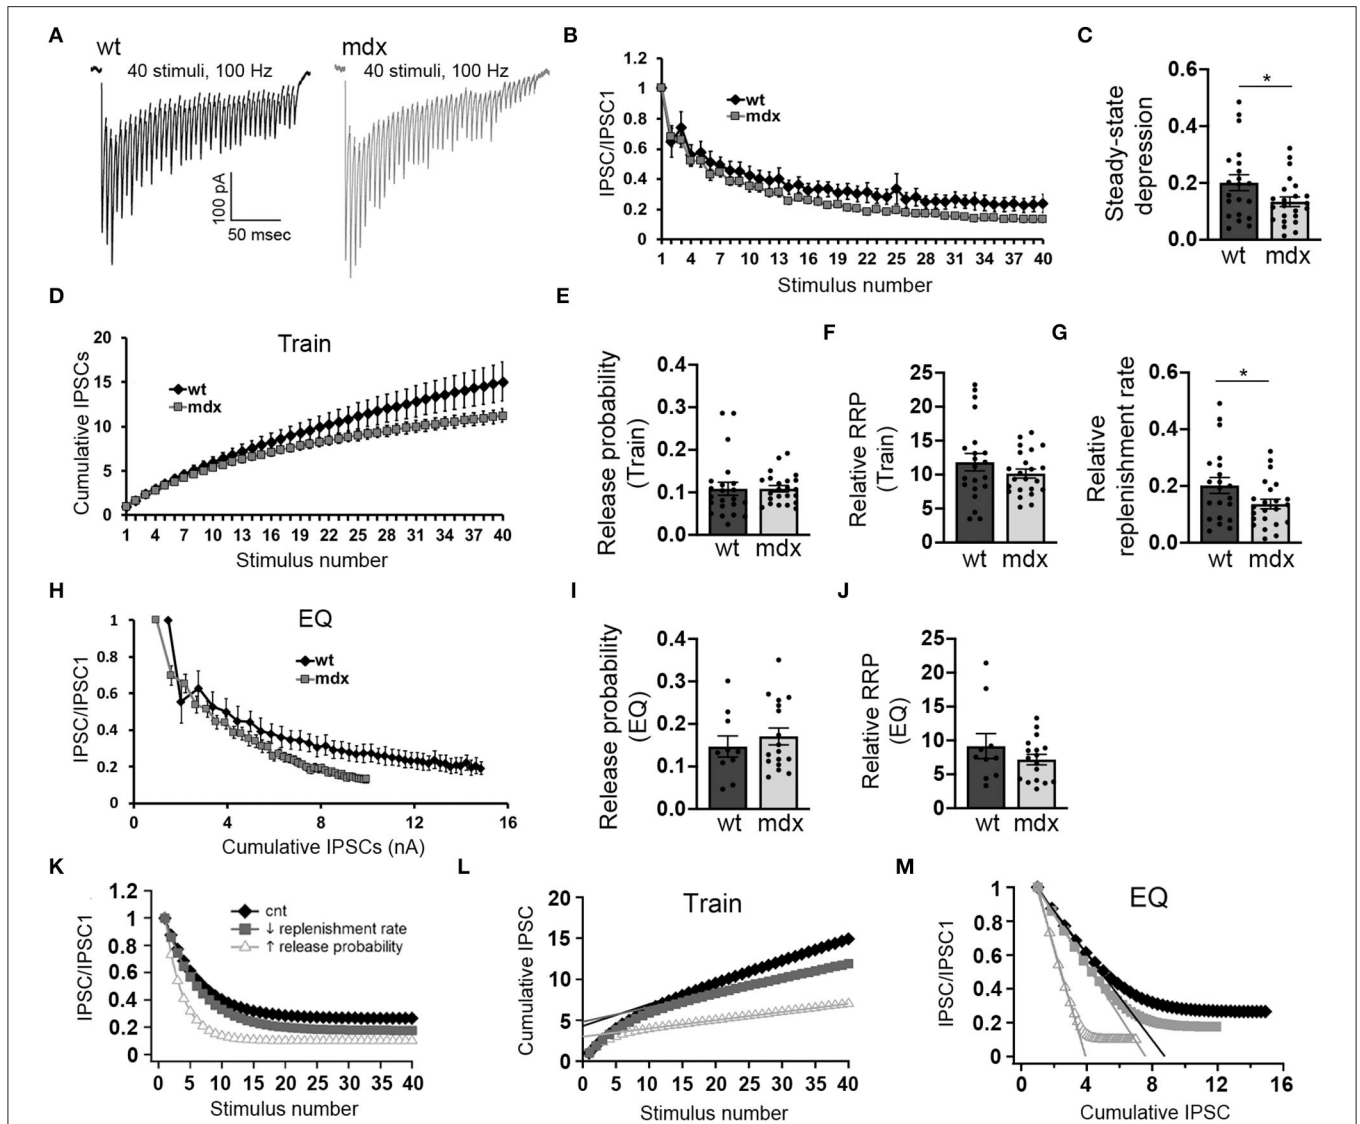 A
wt
40 stimuli, 100 Hz
100 pA
50 msec
mdx
40 stimuli, 100 Hz
B
1.2
1
0.8
0.6
0.4
0.2
0
IPSC/IPSC1
wt
mdx
1 4 7 10 13 16 19 22 25 28 31 34 37 40
Stimulus number
C
Steady-state
depression
0.6
0.4
0.2
0.0
*
wt mdx
D
Cumulative IPSCs
20
15
10
5
0
Train
wt
mdx
1 4 7 10 13 16 19 22 25 28 31 34 37 40
Stimulus number
E
Release probability
(Train)
0.4
0.3
0.2
0.1
0.0
wt mdx
F
Relative RRP
(Train)
25
20
15
10
5
0
wt mdx
G
Relative
replenishment rate
0.6
0.4
0.2
0.0
*
wt mdx
H
IPSC/IPSC1
1
0.8
0.6
0.4
0.2
0
EQ
wt
mdx
0 4 8 12 16
Cumulative IPSCs (nA)
I
Release probability
(EQ)
0.4
0.3
0.2
0.1
0.0
wt mdx
J
Relative RRP
(EQ)
25
20
15
10
5
0
wt mdx
K
IPSC/IPSC1
1.2
1
0.8
0.6
0.4
0.2
0
cnt
↓ replenishment rate
↑ release probability
0 5 10 15 20 25 30 35 40
Stimulus number
L
Cumulative IPSC
20
15
10
5
0
Train
0 5 10 15 20 25 30 35 40
Stimulus number
M
IPSC/IPSC1
1
0.8
0.6
0.4
0.2
0
EQ
0 4 8 12 16
Cumulative IPSC